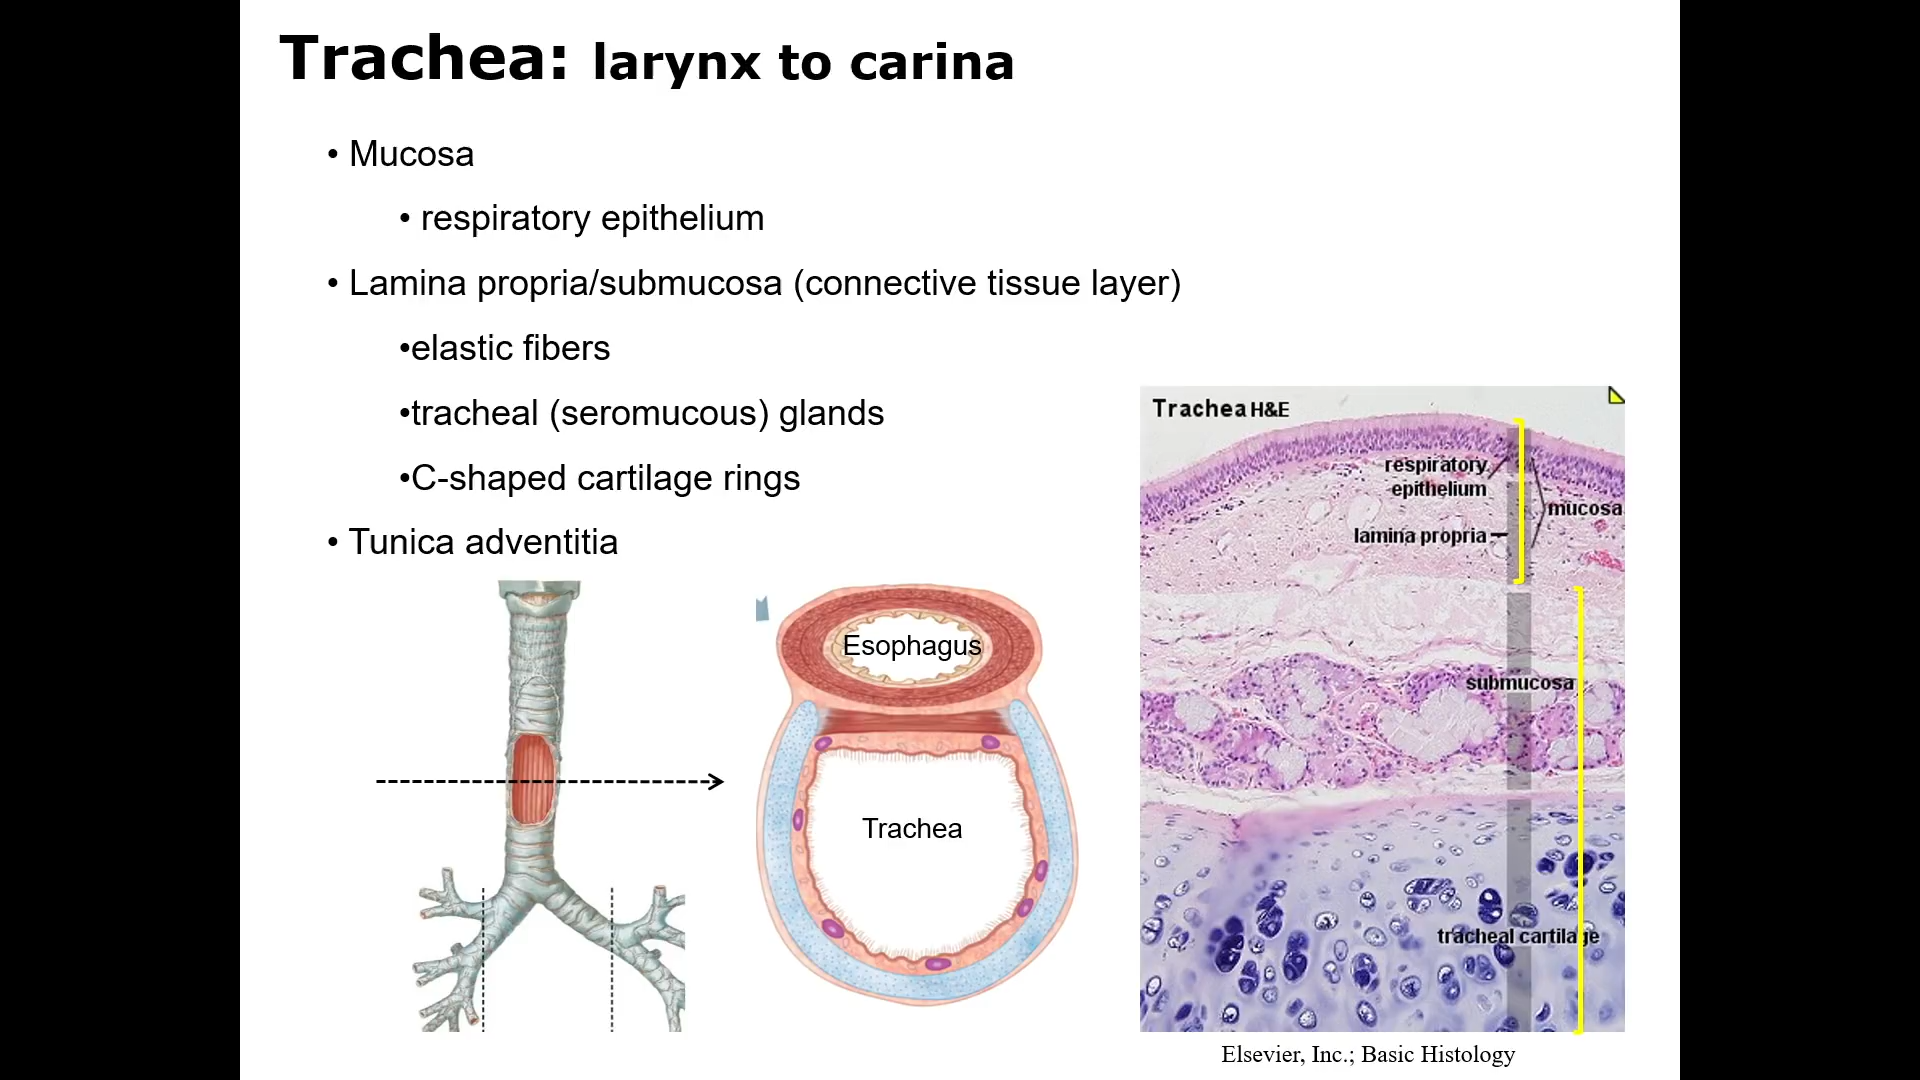 Trachea: larynx to carina
• Mucosa
• respiratory epithelium
• Lamina propria/submucosa (connective tissue layer)
•elastic fibers
•tracheal (seromucous) glands
•C-shaped cartilage rings
• Tunica adventitia
Esophagus
Trachea
Trachea H&E
respiratory
epithelium
mucosa
lamina propria
submucosa
tracheal cartilage
Elsevier, Inc.; Basic Histology